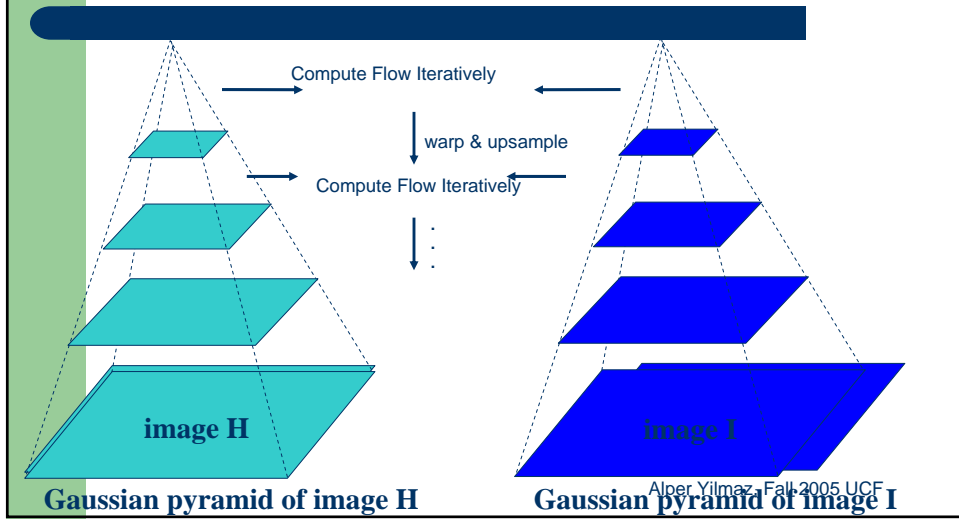 Compute Flow Iteratively
warp & upsample
Compute Flow Iteratively
.
.
.
image H
image I
Alper Yilmaz, Fall 2005 UCF
Gaussian pyramid of image H
Gaussian pyramid of image I